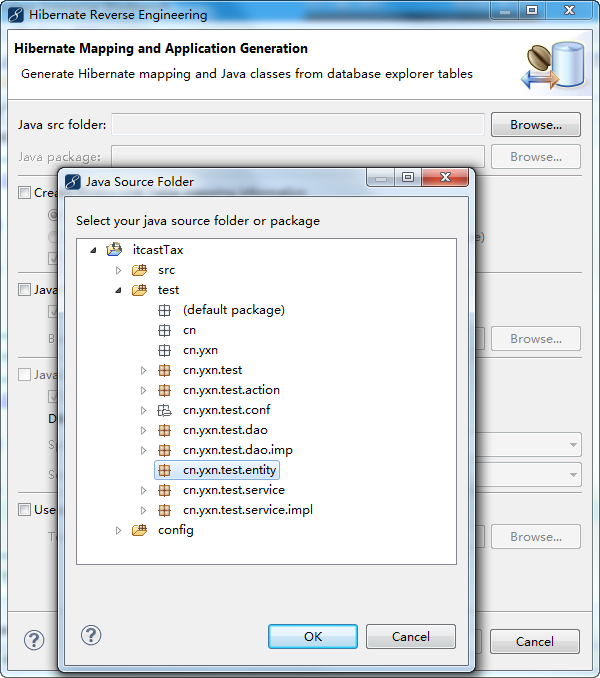 Hibernate Reverse Engineering
Hibernate Mapping and Application Generation
Generate Hibernate mapping and Java classes from database explorer tables
Java src folder:
Browse...
Java package:
Browse...
Java Source Folder
Select your java source folder or package
itcastTax
src
test
(default package)
cn
cn.yxn
cn.yxn.test
cn.yxn.test.action
cn.yxn.test.conf
cn.yxn.test.dao
cn.yxn.test.dao.imp
cn.yxn.test.entity
cn.yxn.test.service
cn.yxn.test.service.impl
config
Java
Browse...
Java
Use
Browse...
OK
Cancel
Cancel